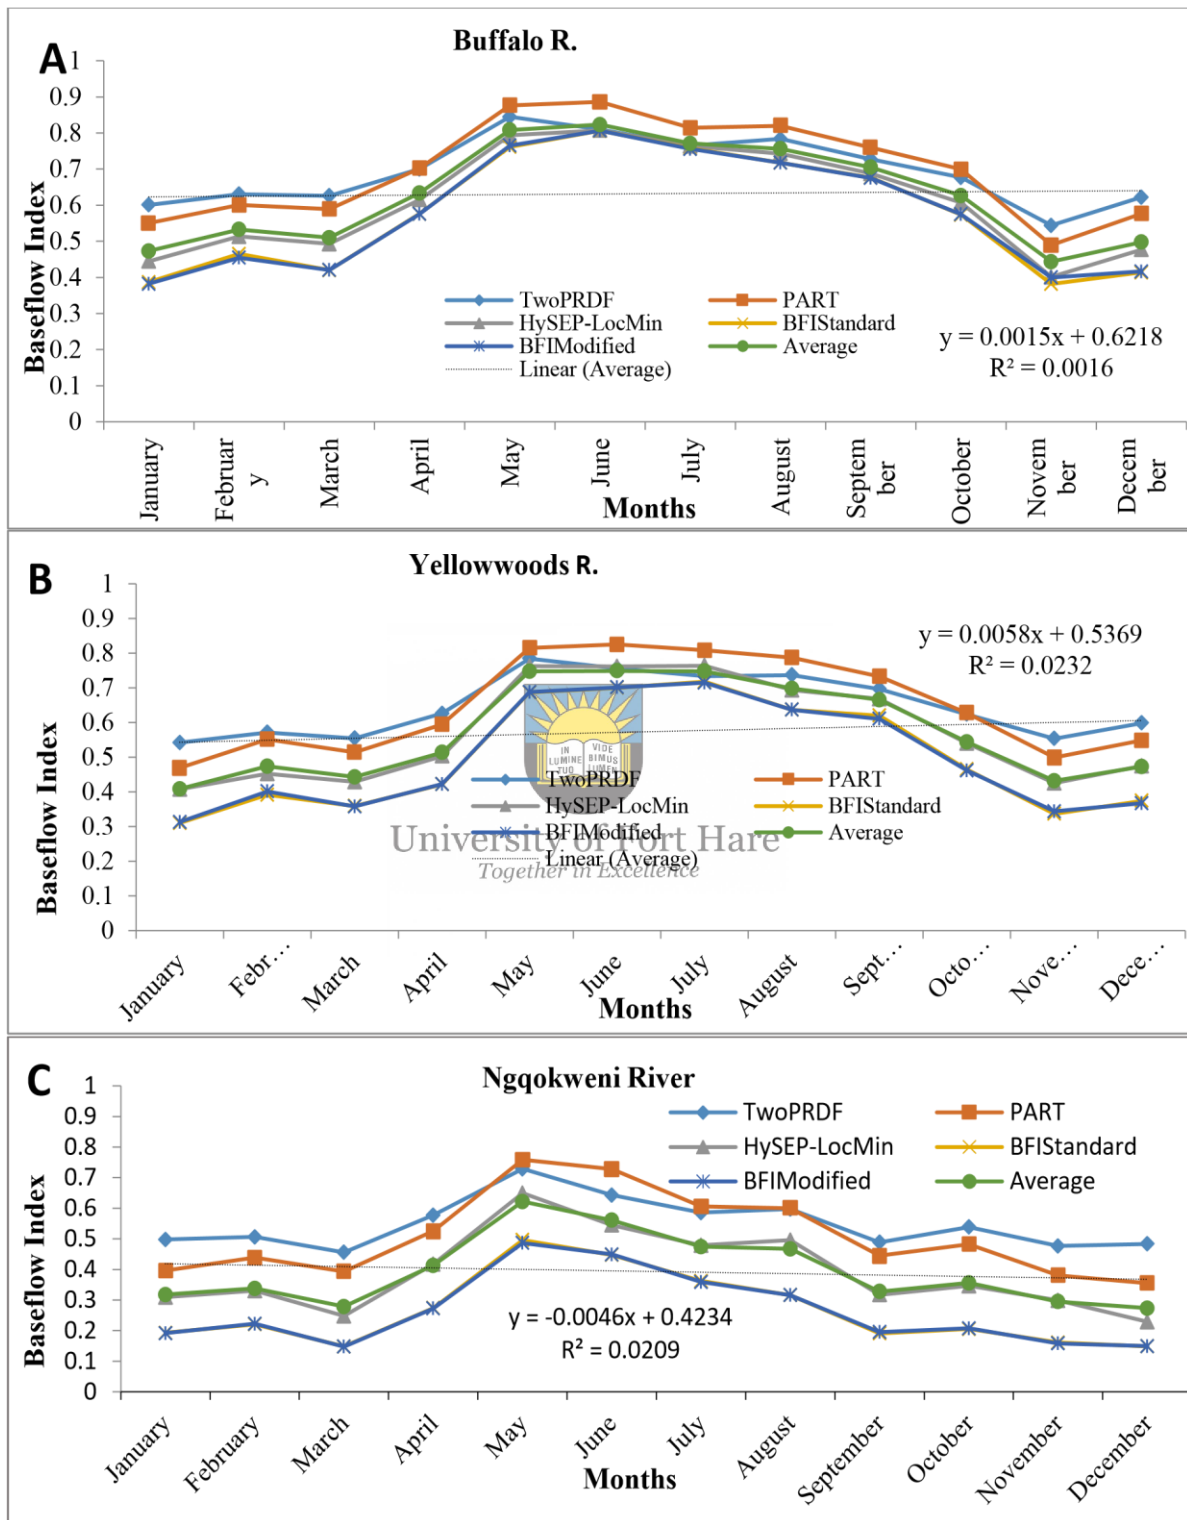 A
Buffalo R.
1
0.9
0.8
0.7
0.6
0.5
0.4
0.3
0.2
0.1
0
Baseflow Index
TwoPRDF
PART
HySEP-LocMin
BFIStandard
BFIModified
Average
Linear (Average)
y = 0.0015x + 0.6218
R² = 0.0016
January
Februar
y
March
April
May
June
July
August
Septem
ber
October
Novem
ber
Decem
ber
Months
B
Yellowwoods R.
1
0.9
0.8
0.7
0.6
0.5
0.4
0.3
0.2
0.1
0
Baseflow Index
y = 0.0058x + 0.5369
R² = 0.0232
IN VIDE
LUMINE BIMUS
TUO LUMEN
TwoPRDF
PART
HySEP-LocMin
BFIStandard
BFIModified
Average
Linear (Average)
University of Fort Hare
Together in Excellence
January
Febr...
March
April
May
June
July
August
Sept...
Octo...
Nove...
Dece...
Months
C
Ngqokweni River
1
0.9
0.8
0.7
0.6
0.5
0.4
0.3
0.2
0.1
0
Baseflow Index
TwoPRDF
PART
HySEP-LocMin
BFIStandard
BFIModified
Average
y = -0.0046x + 0.4234
R² = 0.0209
January
February
March
April
May
June
July
August
September
October
November
December
Months